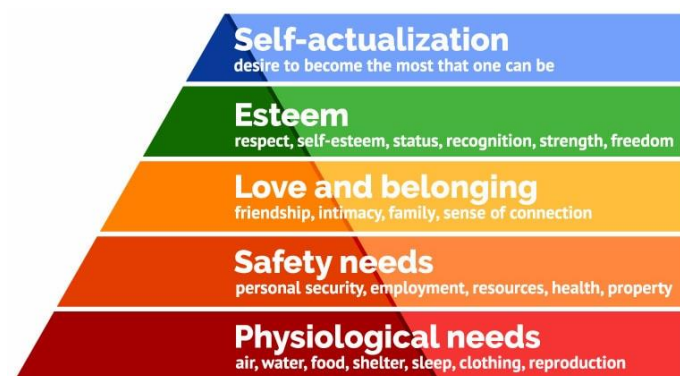 Self-actualization
desire to become the most that one can be
Esteem
respect, self-esteem, status, recognition, strength, freedom
Love and belonging
friendship, intimacy, family, sense of connection
Safety needs
personal security, employment, resources, health, property
Physiological needs
air, water, food, shelter, sleep, clothing, reproduction